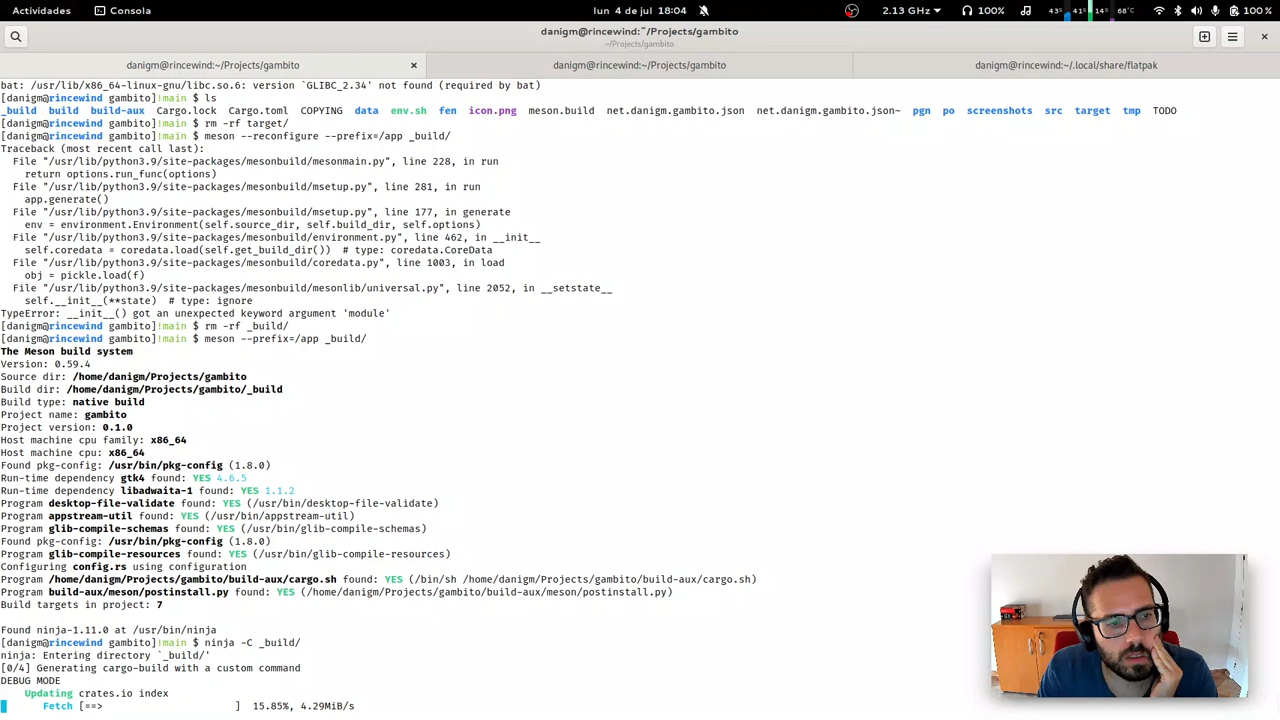 Actividades Consola lun 4 de jul 18:04 2.13 GHz 100% 43% 41% 14% 68°C 100 %
danigm@rincewind:~/Projects/gambito
~/Projects/gambito
danigm@rincewind:~/Projects/gambito danigm@rincewind:~/Projects/gambito danigm@rincewind:~/.local/share/flatpak
bat: /usr/lib/x86_64-linux-gnu/libc.so.6: version `GLIBC_2.34' not found (required by bat)
[danigm@rincewind gambito]!main $ ls
_build build build-aux Cargo.lock Cargo.toml COPYING data env.sh fen icon.png meson.build net.danigm.gambito.json net.danigm.gambito.json~ pgn po screenshots src target tmp TODO
[danigm@rincewind gambito]!main $ rm -rf target/
[danigm@rincewind gambito]!main $ meson --reconfigure --prefix=/app _build/
Traceback (most recent call last):
File "/usr/lib/python3.9/site-packages/mesonbuild/mesonmain.py", line 228, in run
return options.run_func(options)
File "/usr/lib/python3.9/site-packages/mesonbuild/msetup.py", line 281, in run
app.generate()
File "/usr/lib/python3.9/site-packages/mesonbuild/msetup.py", line 177, in generate
env = environment.Environment(self.source_dir, self.build_dir, self.options)
File "/usr/lib/python3.9/site-packages/mesonbuild/environment.py", line 462, in __init__
self.coredata = coredata.load(self.get_build_dir()) # type: coredata.CoreData
File "/usr/lib/python3.9/site-packages/mesonbuild/coredata.py", line 1003, in load
obj = pickle.load(f)
File "/usr/lib/python3.9/site-packages/mesonbuild/mesonlib/universal.py", line 2052, in __setstate__
self.__init__(**state) # type: ignore
TypeError: __init__() got an unexpected keyword argument 'module'
[danigm@rincewind gambito]!main $ rm -rf _build/
[danigm@rincewind gambito]!main $ meson --prefix=/app _build/
The Meson build system
Version: 0.59.4
Source dir: /home/danigm/Projects/gambito
Build dir: /home/danigm/Projects/gambito/_build
Build type: native build
Project name: gambito
Project version: 0.1.0
Host machine cpu family: x86_64
Host machine cpu: x86_64
Found pkg-config: /usr/bin/pkg-config (1.8.0)
Run-time dependency gtk4 found: YES 4.6.5
Run-time dependency libadwaita-1 found: YES 1.1.2
Program desktop-file-validate found: YES (/usr/bin/desktop-file-validate)
Program appstream-util found: YES (/usr/bin/appstream-util)
Program glib-compile-schemas found: YES (/usr/bin/glib-compile-schemas)
Found pkg-config: /usr/bin/pkg-config (1.8.0)
Program glib-compile-resources found: YES (/usr/bin/glib-compile-resources)
Configuring config.rs using configuration
Program /home/danigm/Projects/gambito/build-aux/cargo.sh found: YES (/bin/sh /home/danigm/Projects/gambito/build-aux/cargo.sh)
Program build-aux/meson/postinstall.py found: YES (/home/danigm/Projects/gambito/build-aux/meson/postinstall.py)
Build targets in project: 7
Found ninja-1.11.0 at /usr/bin/ninja
[danigm@rincewind gambito]!main $ ninja -C _build/
ninja: Entering directory `_build/'
[0/4] Generating cargo-build with a custom command
DEBUG MODE
Updating crates.io index
Fetch [==> ] 15.85%, 4.29MiB/s